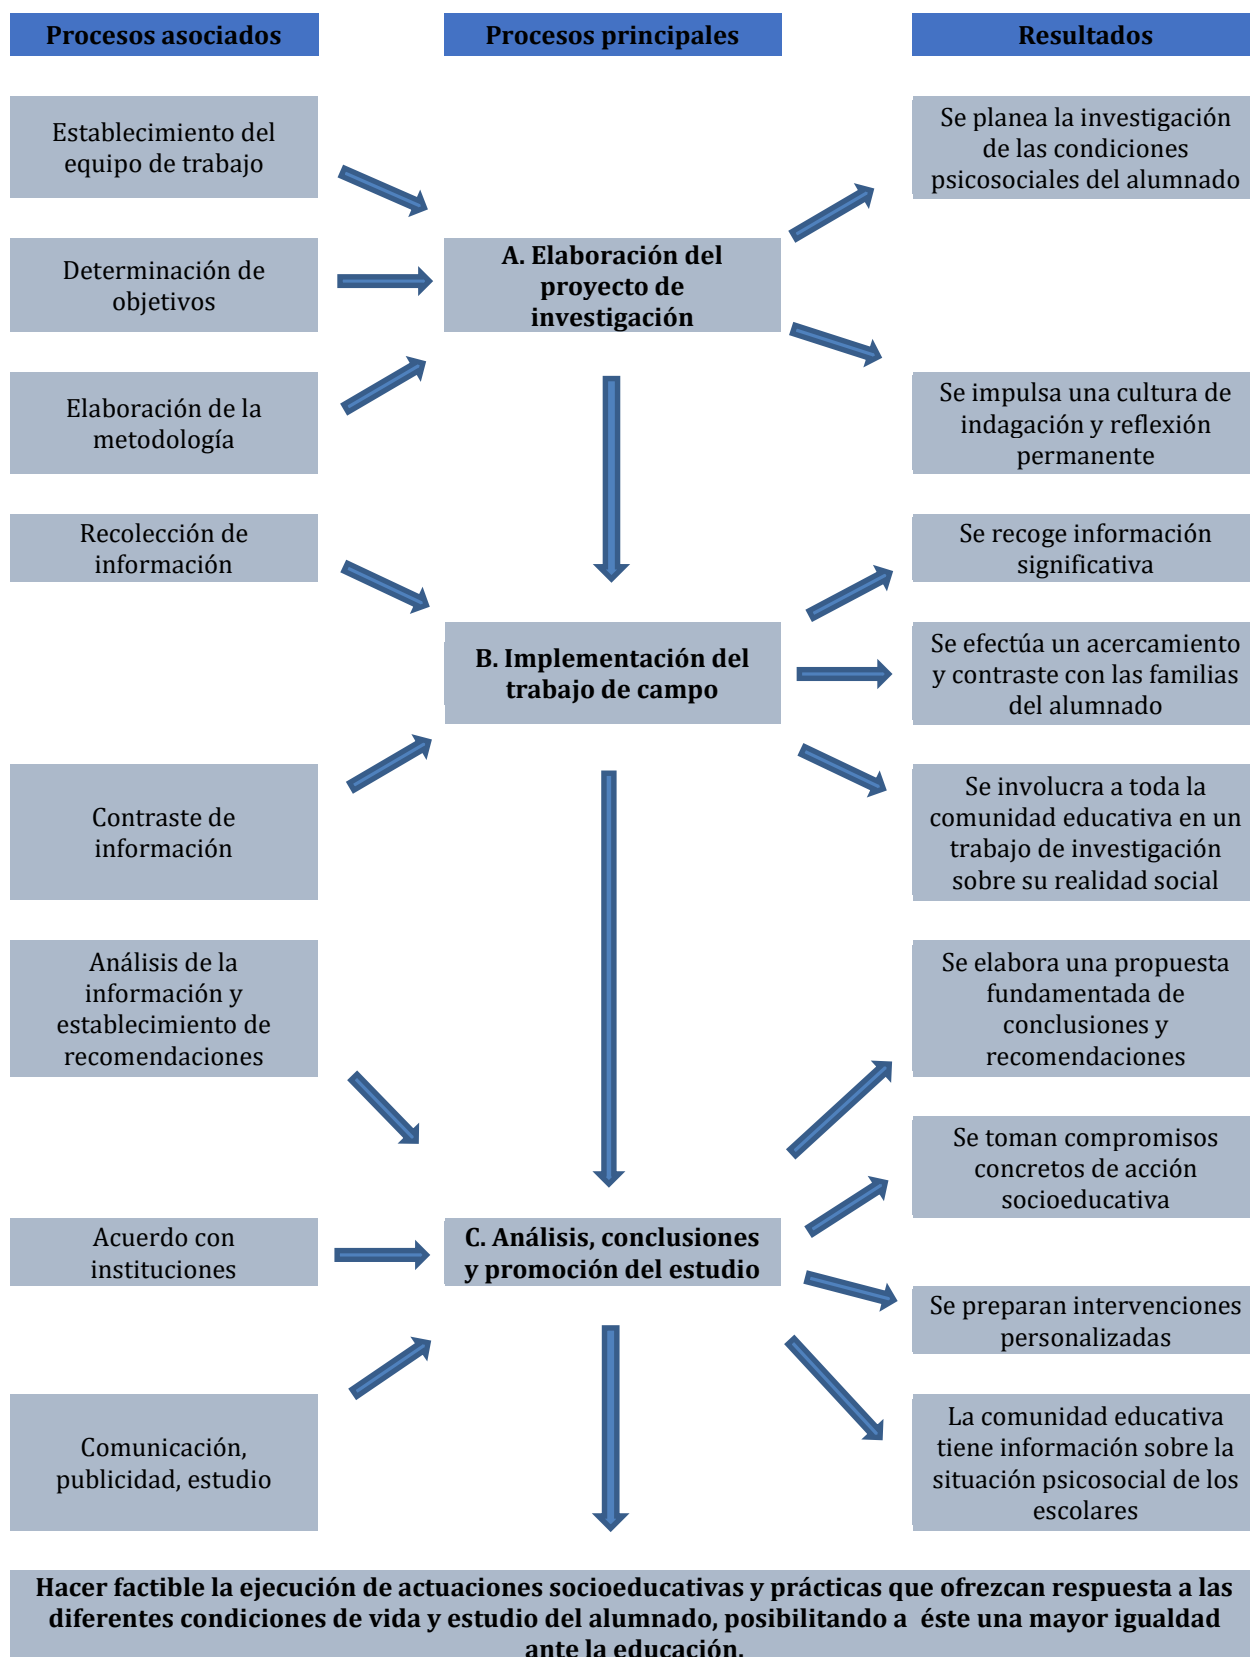 Procesos asociados
Procesos principales
Resultados
Establecimiento del
equipo de trabajo
Determinación de
objetivos
Elaboración de la
metodología
A. Elaboración del
proyecto de
investigación
Se planea la investigación
de las condiciones
psicosociales del alumnado
Se impulsa una cultura de
indagación y reflexión
permanente
Recolección de
información
Contraste de
información
B. Implementación del
trabajo de campo
Se recoge información
significativa
Se efectúa un acercamiento
y contraste con las familias
del alumnado
Se involucra a toda la
comunidad educativa en un
trabajo de investigación
sobre su realidad social
Análisis de la
información y
establecimiento de
recomendaciones
Acuerdo con
instituciones
Comunicación,
publicidad, estudio
C. Análisis, conclusiones
y promoción del estudio
Se elabora una propuesta
fundamentada de
conclusiones y
recomendaciones
Se toman compromisos
concretos de acción
socioeducativa
Se preparan intervenciones
personalizadas
La comunidad educativa
tiene información sobre la
situación psicosocial de los
escolares
Hacer factible la ejecución de actuaciones socioeducativas y prácticas que ofrezcan respuesta a las
diferentes condiciones de vida y estudio del alumnado, posibilitando a éste una mayor igualdad
ante la educación.